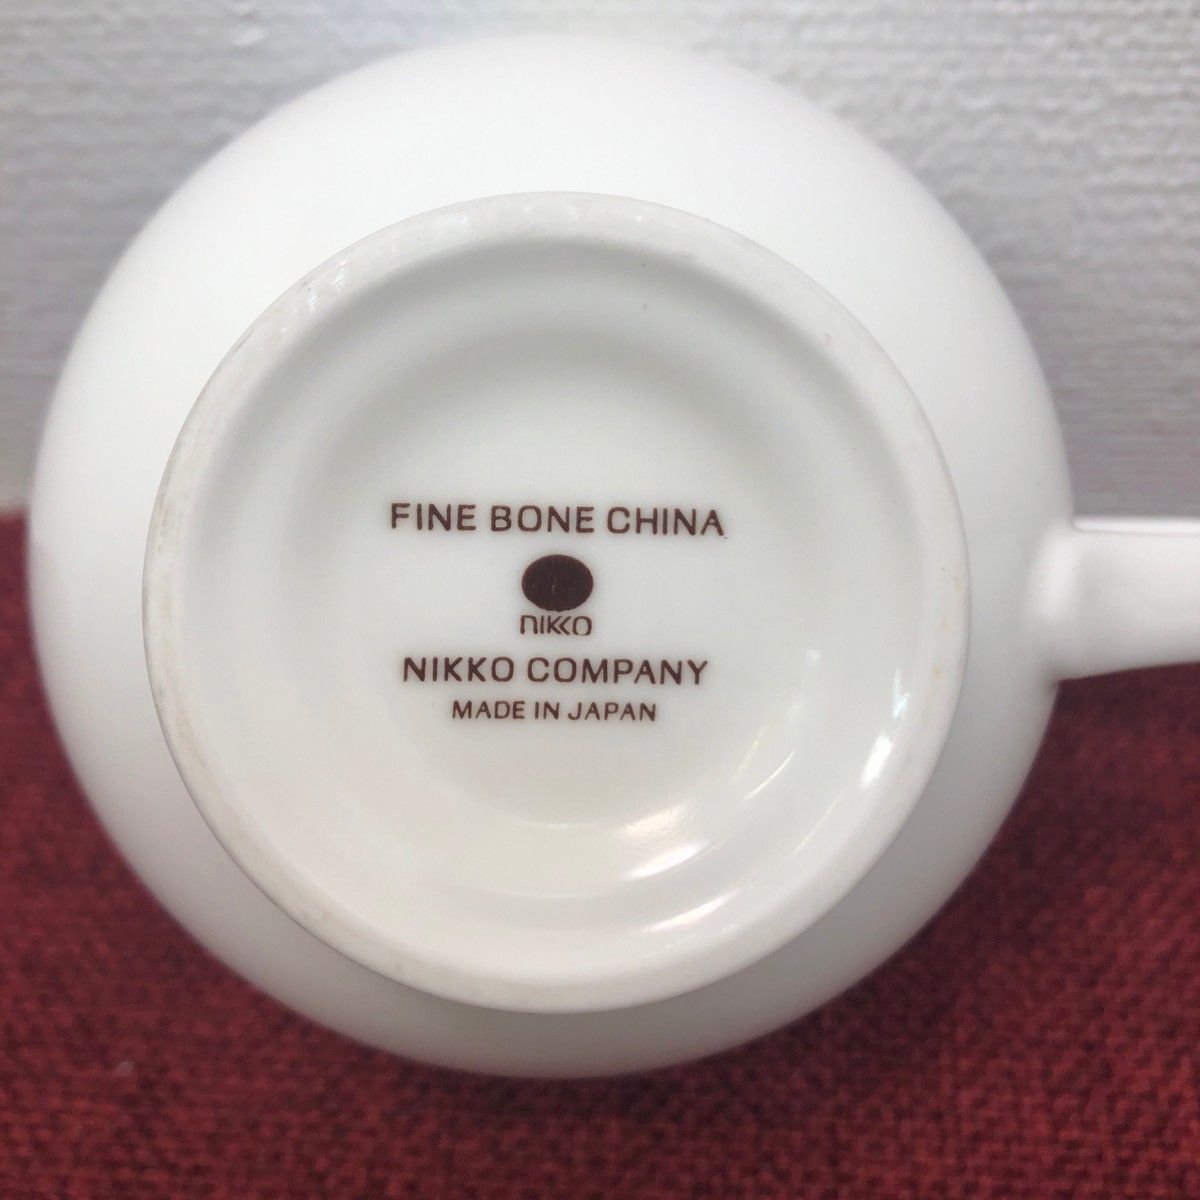 FINE BONE CHINA
nikko
NIKKO COMPANY
MADE IN JAPAN